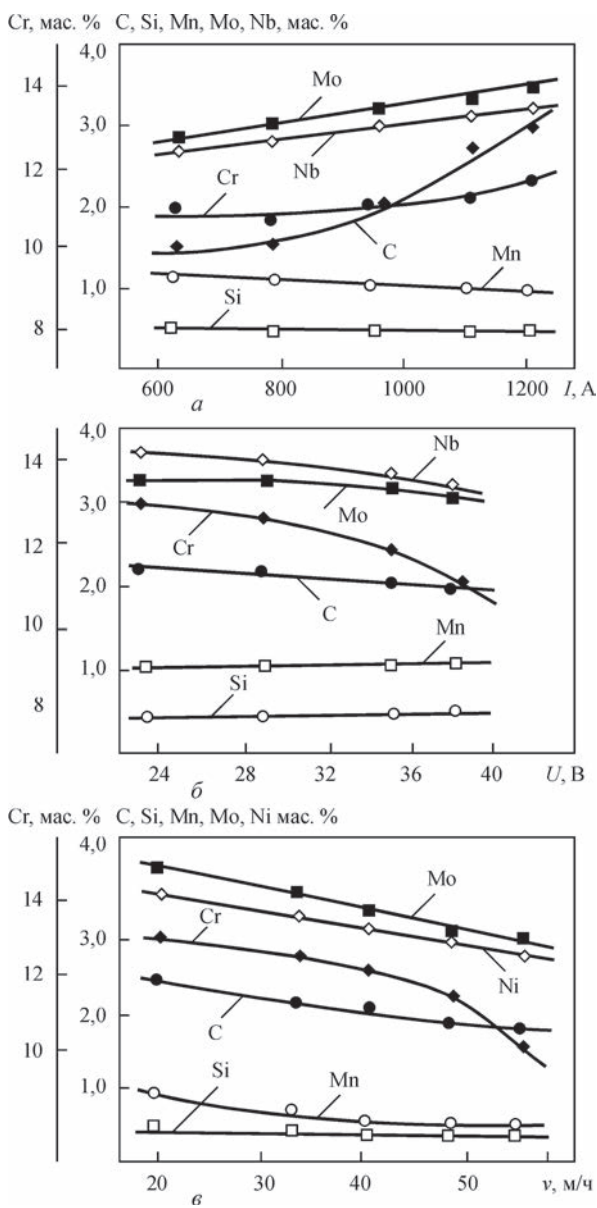 Cr, мас. % C, Si, Mn, Mo, Nb, мас. %
4,0
14
Mo
3,0
12
Nb
Cr
2,0
10
C
Mn
1,0
Si
8
600 800 1000 1200 I, А
а
4,0
14
Nb
3,0
Mo
Cr
12
2,0
C
10
Mn
1,0
Si
8
24 28 32 36 40 U, В
б
Cr, мас. % C, Si, Mn, Mo, Ni мас. %
4,0
14
Mo
Cr
3,0
12
Ni
2,0
C
10
Si
1,0
Mn
20 30 40 50 v, м/ч
в